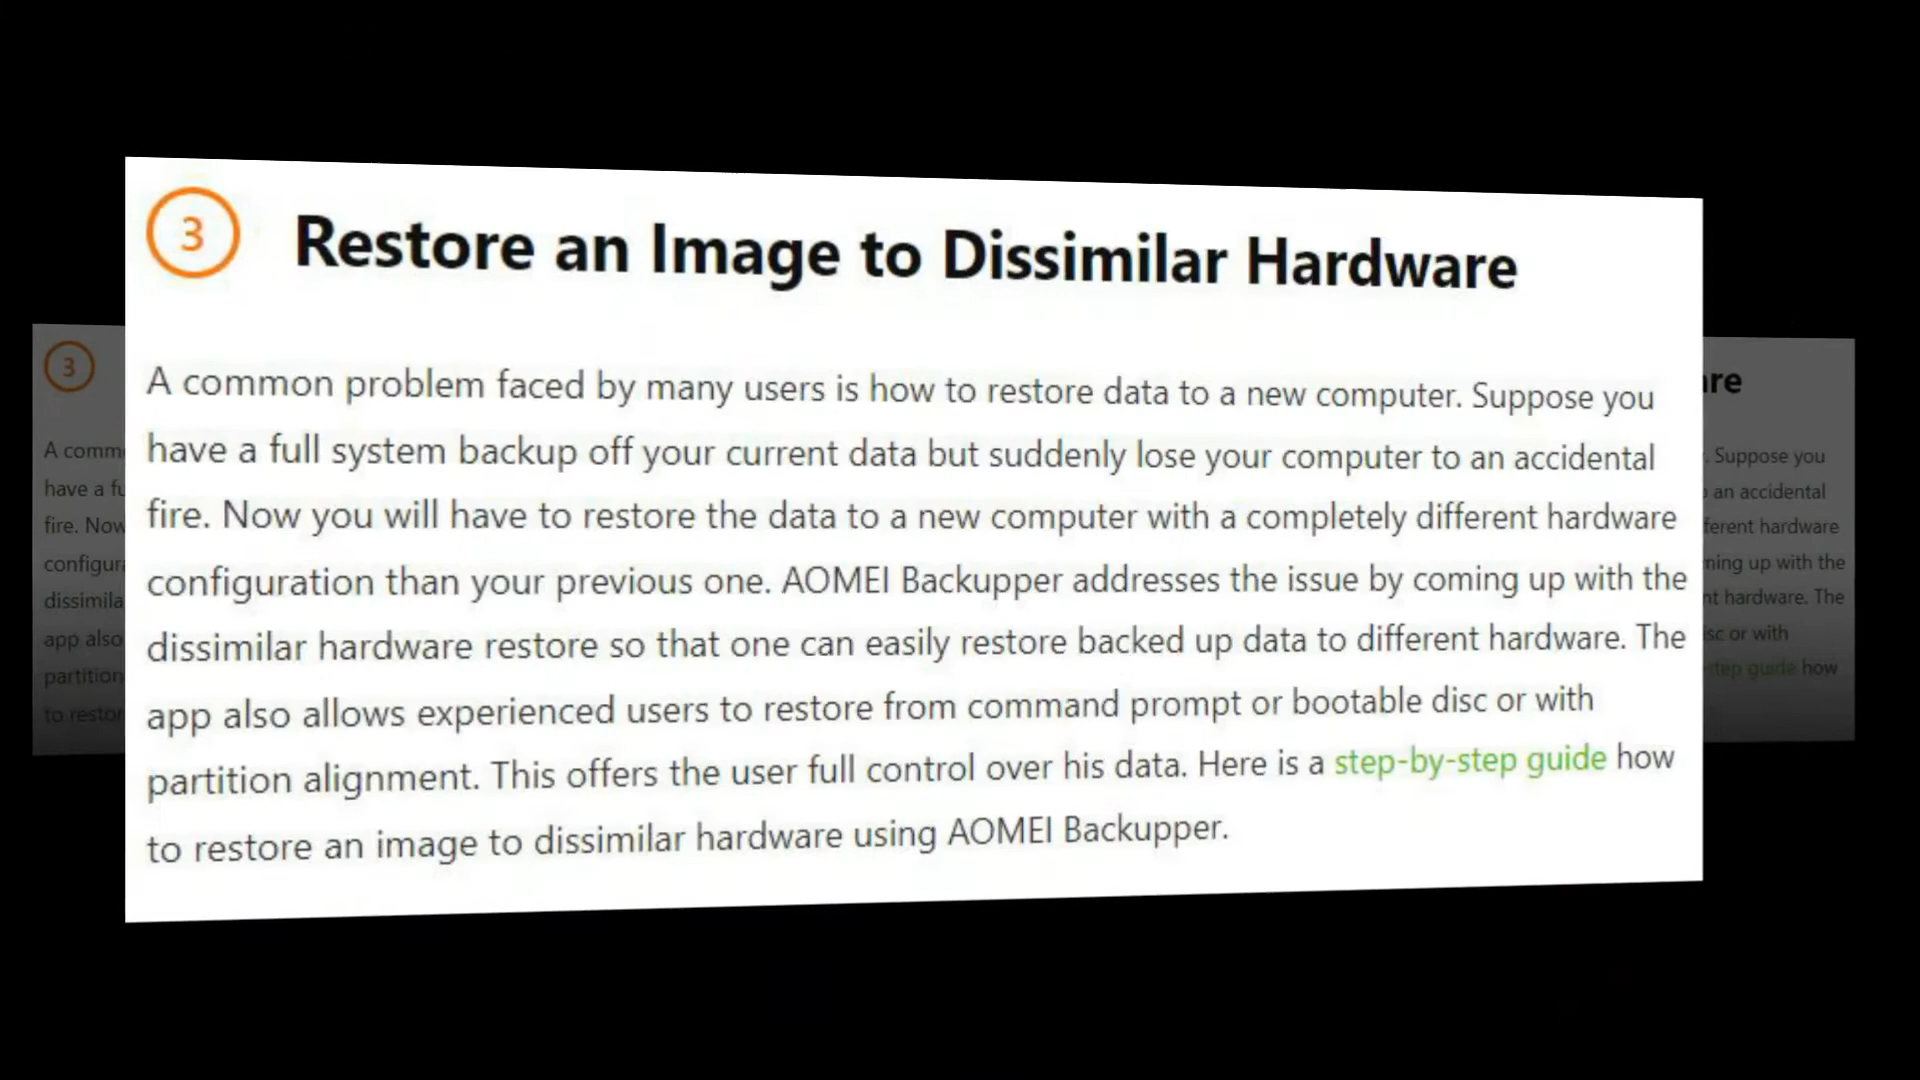 3 Restore an Image to Dissimilar Hardware
A common problem faced by many users is how to restore data to a new computer. Suppose you
have a full system backup off your current data but suddenly lose your computer to an accidental
fire. Now you will have to restore the data to a new computer with a completely different hardware
configuration than your previous one. AOMEI Backupper addresses the issue by coming up with the
dissimilar hardware restore so that one can easily restore backed up data to different hardware. The
app also allows experienced users to restore from command prompt or bootable disc or with
partition alignment. This offers the user full control over his data. Here is a step-by-step guide how
to restore an image to dissimilar hardware using AOMEI Backupper.